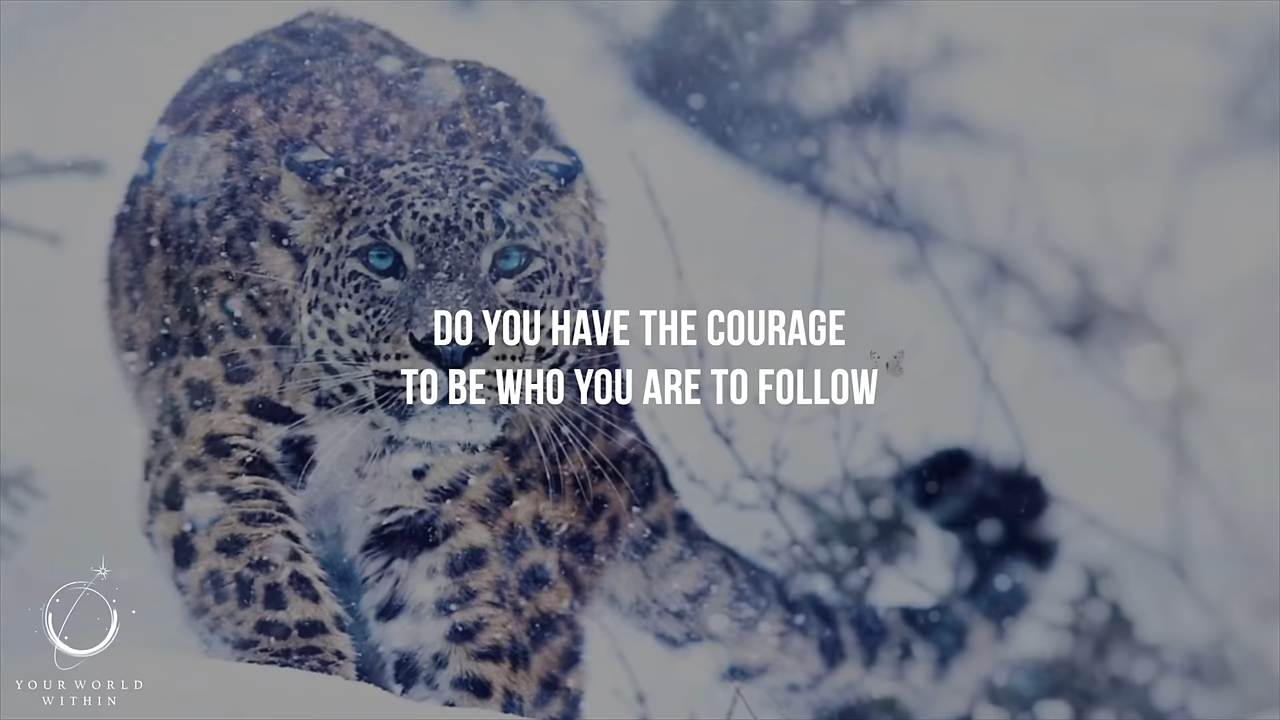 DO YOU HAVE THE COURAGE
TO BE WHO YOU ARE TO FOLLOW
YOUR WORLD
WITHIN